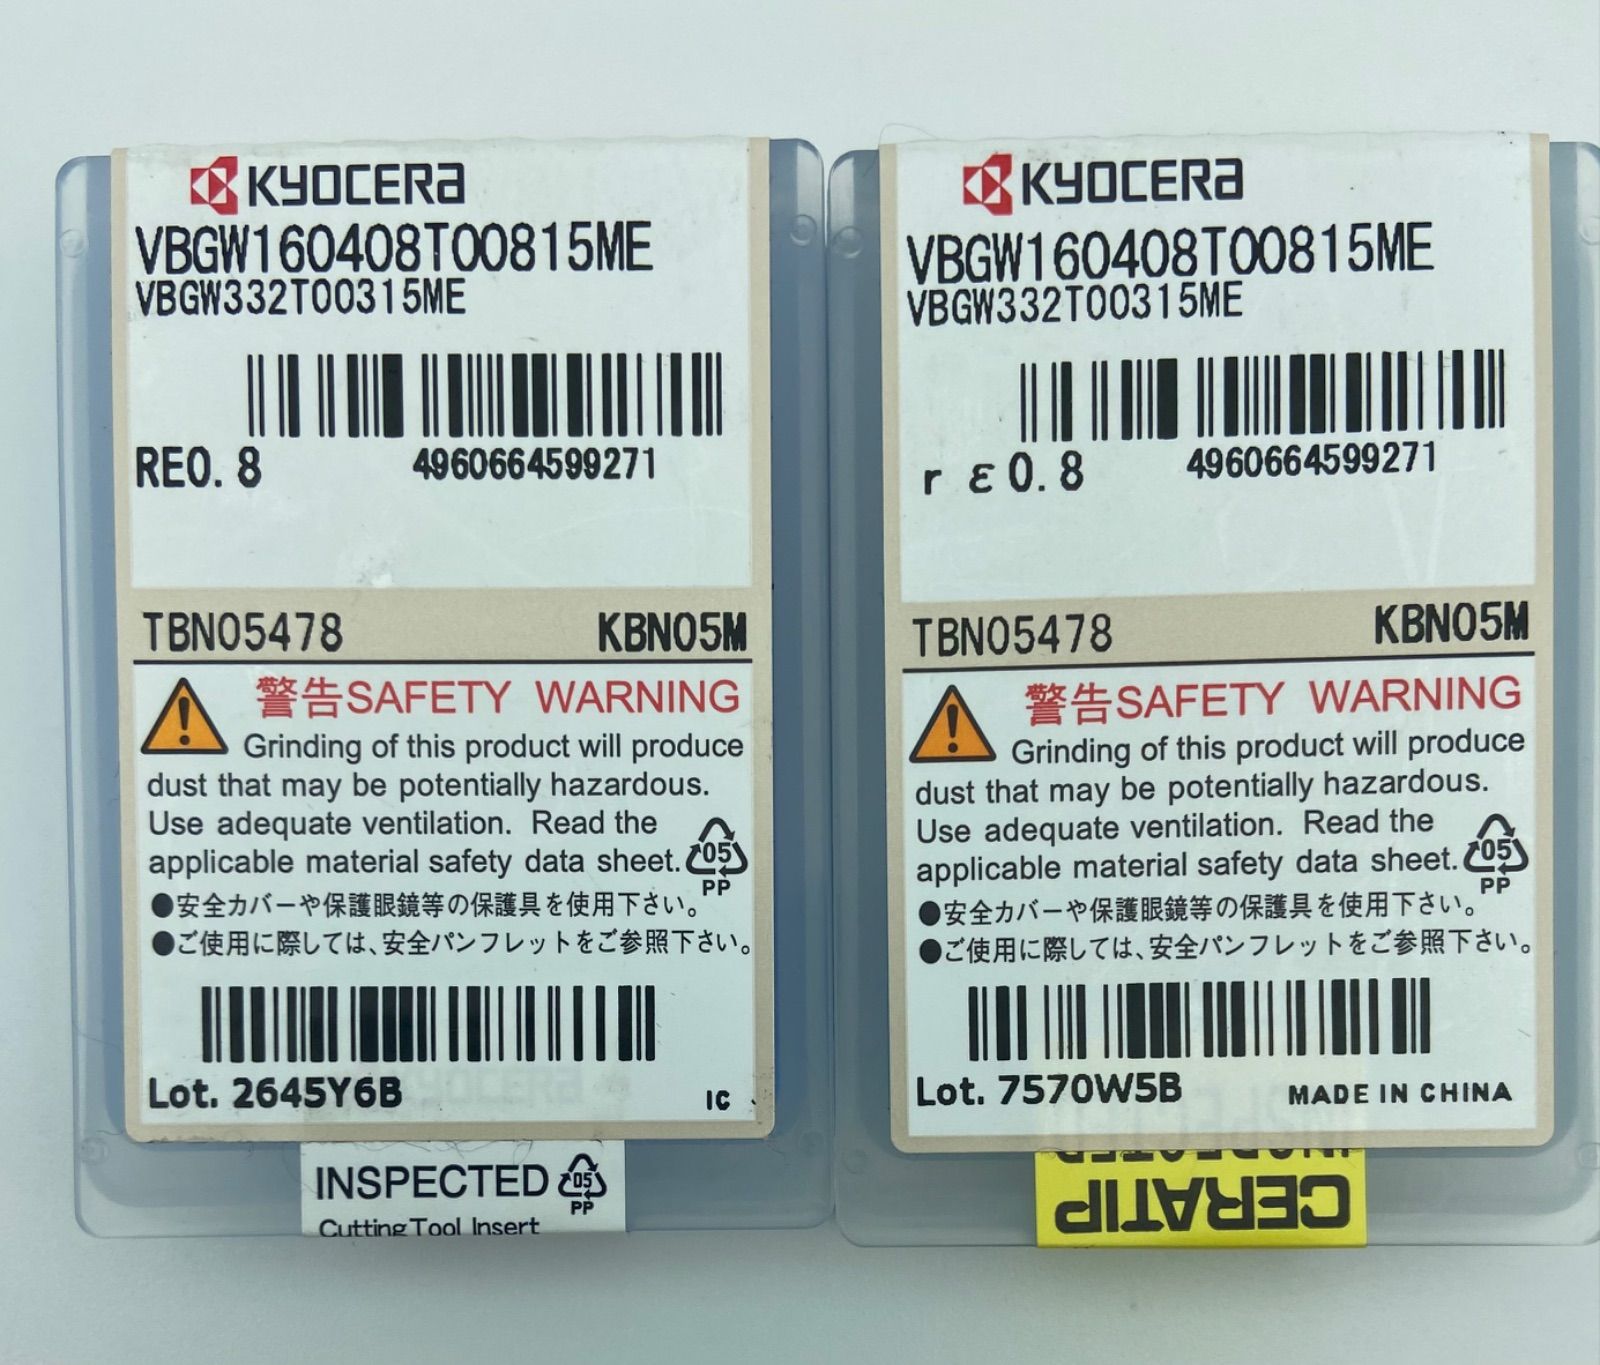 KYOCERA
VBGW160408T00815ME
VBGW332T00315ME
RE0.8
4960664599271
TBN05478 KBN05M
警告SAFETY WARNING
Grinding of this product will produce
dust that may be potentially hazardous.
Use adequate ventilation. Read the
applicable material safety data sheet.
05
PP
●安全カバーや保護眼鏡等の保護具を使用下さい。
●ご使用に際しては、安全パンフレットをご参照下さい。
Lot. 2645Y6B IC
INSPECTED 05
PP
Cutting Tool Insert
KYOCERA
VBGW160408T00815ME
VBGW332T00315ME
rε0.8
4960664599271
TBN05478 KBN05M
警告SAFETY WARNING
Grinding of this product will produce
dust that may be potentially hazardous.
Use adequate ventilation. Read the
applicable material safety data sheet.
05
PP
●安全カバーや保護眼鏡等の保護具を使用下さい。
●ご使用に際しては、安全パンフレットをご参照下さい。
Lot. 7570W5B MADE IN CHINA
INSPECTED
CERATIP